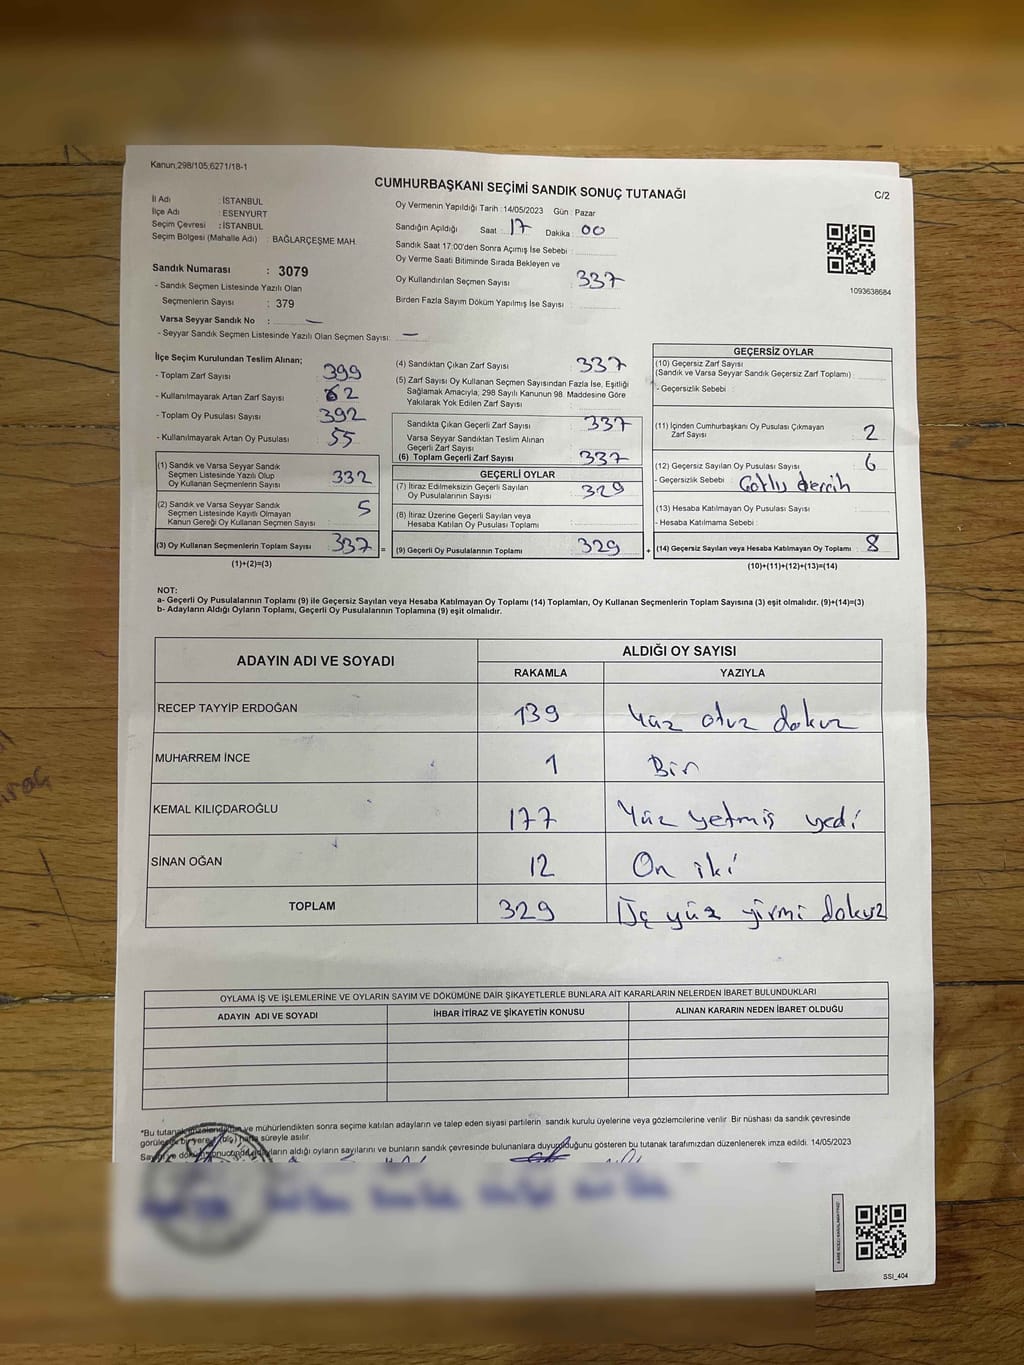 Kanun,298/105;6271/18-1
CUMHURBAŞKANI SEÇİMİ SANDIK SONUÇ TUTANAĞI
C/2
İl Adı : İSTANBUL
İlçe Adı : ESENYURT
Seçim Çevresi : İSTANBUL
Seçim Bölgesi (Mahalle Adı) : BAĞLARÇEŞME MAH.
Sandık Numarası : 3079
- Sandık Seçmen Listesinde Yazılı Olan
Seçmenlerin Sayısı : 379
Varsa Seyyar Sandık No : —
- Seyyar Sandık Seçmen Listesinde Yazılı Olan Seçmen Sayısı: —
Oy Vermenin Yapıldığı Tarih : 14/05/2023 Gün : Pazar
Sandığın Açıldığı Saat : 17 Dakika : 00
Sandık Saat 17:00'den Sonra Açımış İse Sebebi :
Oy Verme Saati Bitiminde Sırada Bekleyen ve
Oy Kullandırılan Seçmen Sayısı : 337
Birden Fazla Sayım Döküm Yapılmış İse Sayısı :
1093638684
İlçe Seçim Kurulundan Teslim Alınan;
- Toplam Zarf Sayısı 399
- Kullanılmayarak Artan Zarf Sayısı 62
- Toplam Oy Pusulası Sayısı 392
- Kullanılmayarak Artan Oy Pusulası 55
(1) Sandık ve Varsa Seyyar Sandık
Seçmen Listesinde Yazılı Olup
Oy Kullanan Seçmenlerin Sayısı 332
(2) Sandık ve Varsa Seyyar Sandık
Seçmen Listesinde Kayıtlı Olmayan
Kanun Gereği Oy Kullanan Seçmen Sayısı : 5
(3) Oy Kullanan Seçmenlerin Toplam Sayısı 337 =
(1)+(2)=(3)
(4) Sandıktan Çıkan Zarf Sayısı 337
(5) Zarf Sayısı Oy Kullanan Seçmen Sayısından Fazla İse, Eşitliği
Sağlamak Amacıyla; 298 Sayılı Kanunun 98. Maddesine Göre
Yakılarak Yok Edilen Zarf Sayısı
Sandıkta Çıkan Geçerli Zarf Sayısı 337
Varsa Seyyar Sandıktan Teslim Alınan
Geçerli Zarf Sayısı
(6) Toplam Geçerli Zarf Sayısı 337
GEÇERLİ OYLAR
(7) İtiraz Edilmeksizin Geçerli Sayılan
Oy Pusulalarının Sayısı 329
(8) İtiraz Üzerine Geçerli Sayılan veya
Hesaba Katılan Oy Pusulası Toplamı
(9) Geçerli Oy Pusulalarının Toplamı 329 +
GEÇERSİZ OYLAR
(10) Geçersiz Zarf Sayısı
(Sandık ve Varsa Seyyar Sandık Geçersiz Zarf Toplamı) :
- Geçersizlik Sebebi :
(11) İçinden Cumhurbaşkanı Oy Pusulası Çıkmayan
Zarf Sayısı 2
(12) Geçersiz Sayılan Oy Pusulası Sayısı 6
- Geçersizlik Sebebi :
(13) Hesaba Katılmayan Oy Pusulası Sayısı
- Hesaba Katılmama Sebebi :
(14) Geçersiz Sayılan veya Hesaba Katılmayan Oy Toplamı 8
(10)+(11)+(12)+(13)=(14)
NOT:
a- Geçerli Oy Pusulalarının Toplamı (9) ile Geçersiz Sayılan veya Hesaba Katılmayan Oy Toplamı (14) Toplamları, Oy Kullanan Seçmenlerin Toplam Sayısına (3) eşit olmalıdır. (9)+(14)=(3)
b- Adayların Aldığı Oyların Toplamı, Geçerli Oy Pusulalarının Toplamına (9) eşit olmalıdır.
ADAYIN ADI VE SOYADI
ALDIĞI OY SAYISI
RAKAMLA YAZIYLA
RECEP TAYYİP ERDOĞAN 139 Yüz otuz dokuz
MUHARREM İNCE 1 Bir
KEMAL KILIÇDAROĞLU 177 Yüz yetmiş yedi
SİNAN OĞAN 12 On iki
TOPLAM 329 Üç yüz yirmi dokuz
OYLAMA İŞ VE İŞLEMLERİNE VE OYLARIN SAYIM VE DÖKÜMÜNE DAİR ŞİKAYETLERLE BUNLARA AİT KARARLARIN NELERDEN İBARET BULUNDUKLARI
ADAYIN ADI VE SOYADI İHBAR İTİRAZ VE ŞİKAYETİN KONUSU ALINAN KARARIN NEDEN İBARET OLDUĞU
*Bu tutanak ve mühürlendikten sonra seçime katılan adayların ve talep eden siyasi partilerin sandık kurulu üyelerine veya gözlemcilerine verilir. Bir nüshası da sandık çevresinde
bir yere (bir) hafta süreyle asılır
aldığı oyların sayılarını ve bunların sandık çevresinde bulunanlara duyurulduğunu gösteren bu tutanak tarafımızdan düzenlenerek imza edildi. 14/05/2023
SSI_404